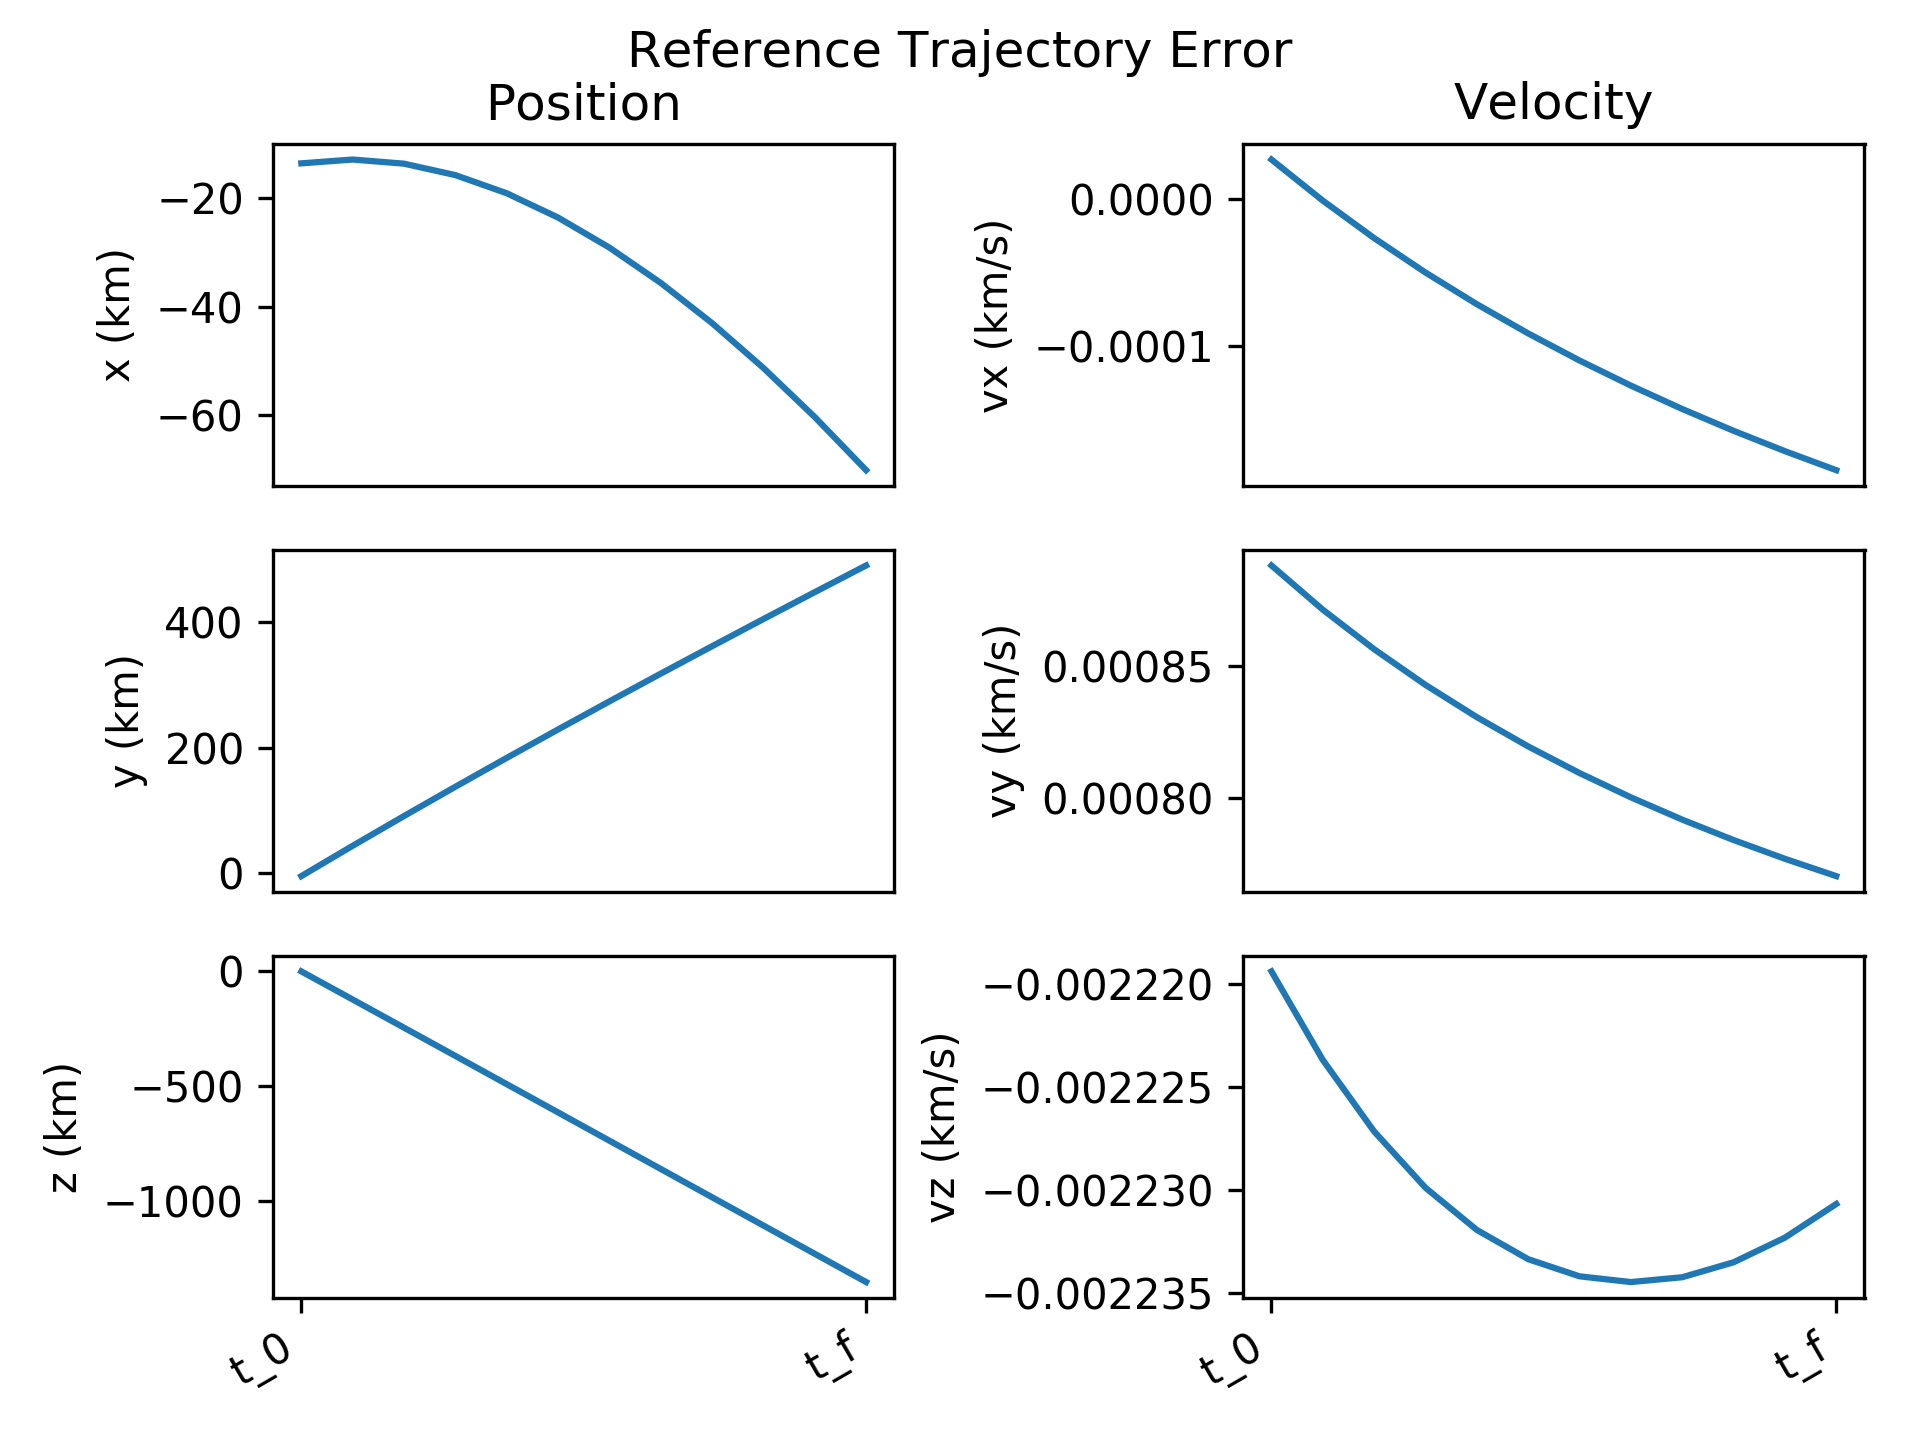 Reference Trajectory Error
Position
Velocity
x (km)
−20
−40
−60
vx (km/s)
0.0000
−0.0001
y (km)
400
200
0
vy (km/s)
0.00085
0.00080
z (km)
0
−500
−1000
t_0
t_f
vz (km/s)
−0.002220
−0.002225
−0.002230
−0.002235
t_0
t_f